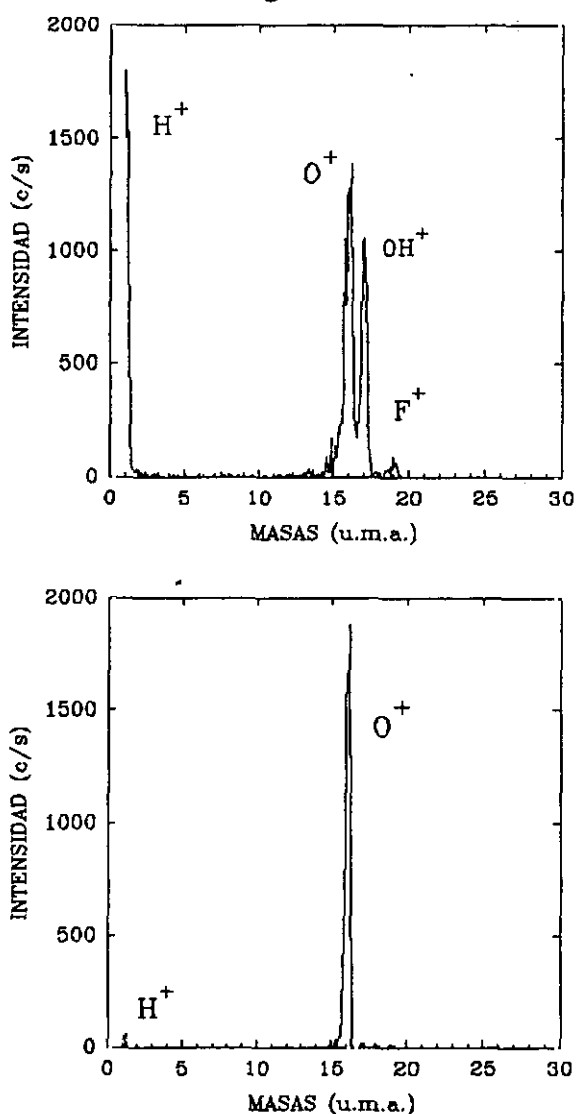 2000
1500
1000
500
0
INTENSIDAD (c/s)
H+
O+
OH+
F+
0 5 10 15 20 25 30
MASAS (u.m.a.)
2000
1500
1000
500
0
INTENSIDAD (c/s)
O+
H+
0 5 10 15 20 25 30
MASAS (u.m.a.)